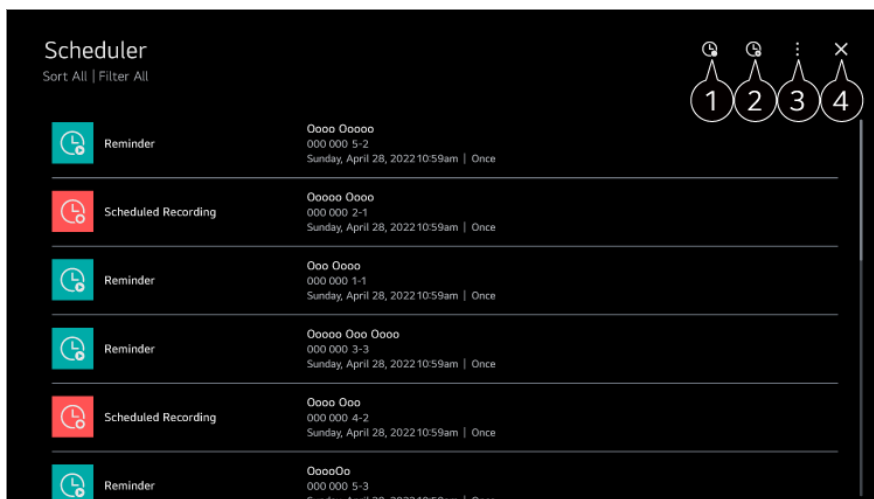 Scheduler
Sort All | Filter All
1 2 3 4
Reminder
Oooo Ooooo
000 000 5-2
Sunday, April 28, 2022 10:59am | Once
Scheduled Recording
Ooooo Oooo
000 000 2-1
Sunday, April 28, 2022 10:59am | Once
Reminder
Ooo Oooo
000 000 1-1
Sunday, April 28, 2022 10:59am | Once
Reminder
Ooooo Ooo Oooo
000 000 3-3
Sunday, April 28, 2022 10:59am | Once
Scheduled Recording
Oooo Ooo
000 000 4-2
Sunday, April 28, 2022 10:59am | Once
Reminder
OoooOo
000 000 5-3